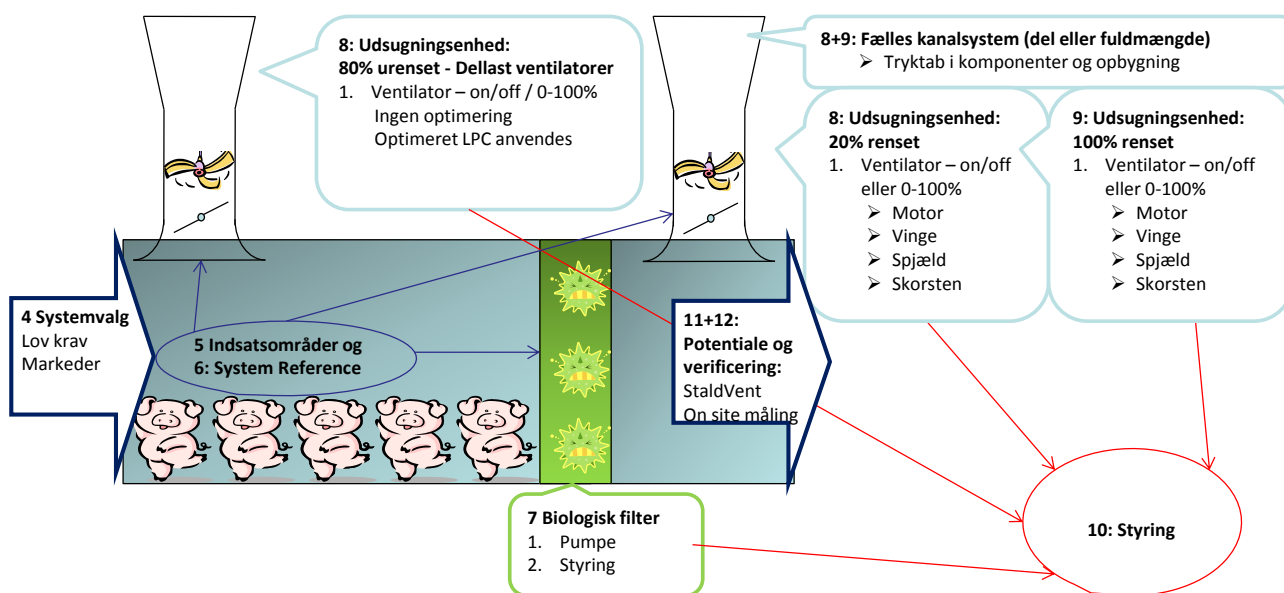 8: Udsugningsenhed:
80% urenset - Dellast ventilatorer
1. Ventilator – on/off / 0-100%
Ingen optimering
Optimeret LPC anvendes
8+9: Fælles kanalsystem (del eller fuldmængde)
➢ Tryktab i komponenter og opbygning
8: Udsugningsenhed:
20% renset
1. Ventilator – on/off
eller 0-100%
➢ Motor
➢ Vinge
➢ Spjæld
➢ Skorsten
9: Udsugningsenhed:
100% renset
1. Ventilator – on/off
eller 0-100%
➢ Motor
➢ Vinge
➢ Spjæld
➢ Skorsten
4 Systemvalg
Lov krav
Markeder
5 Indsatsområder og
6: System Reference
11+12:
Potentiale og
verificering:
StaldVent
On site måling
7 Biologisk filter
1. Pumpe
2. Styring
10: Styring